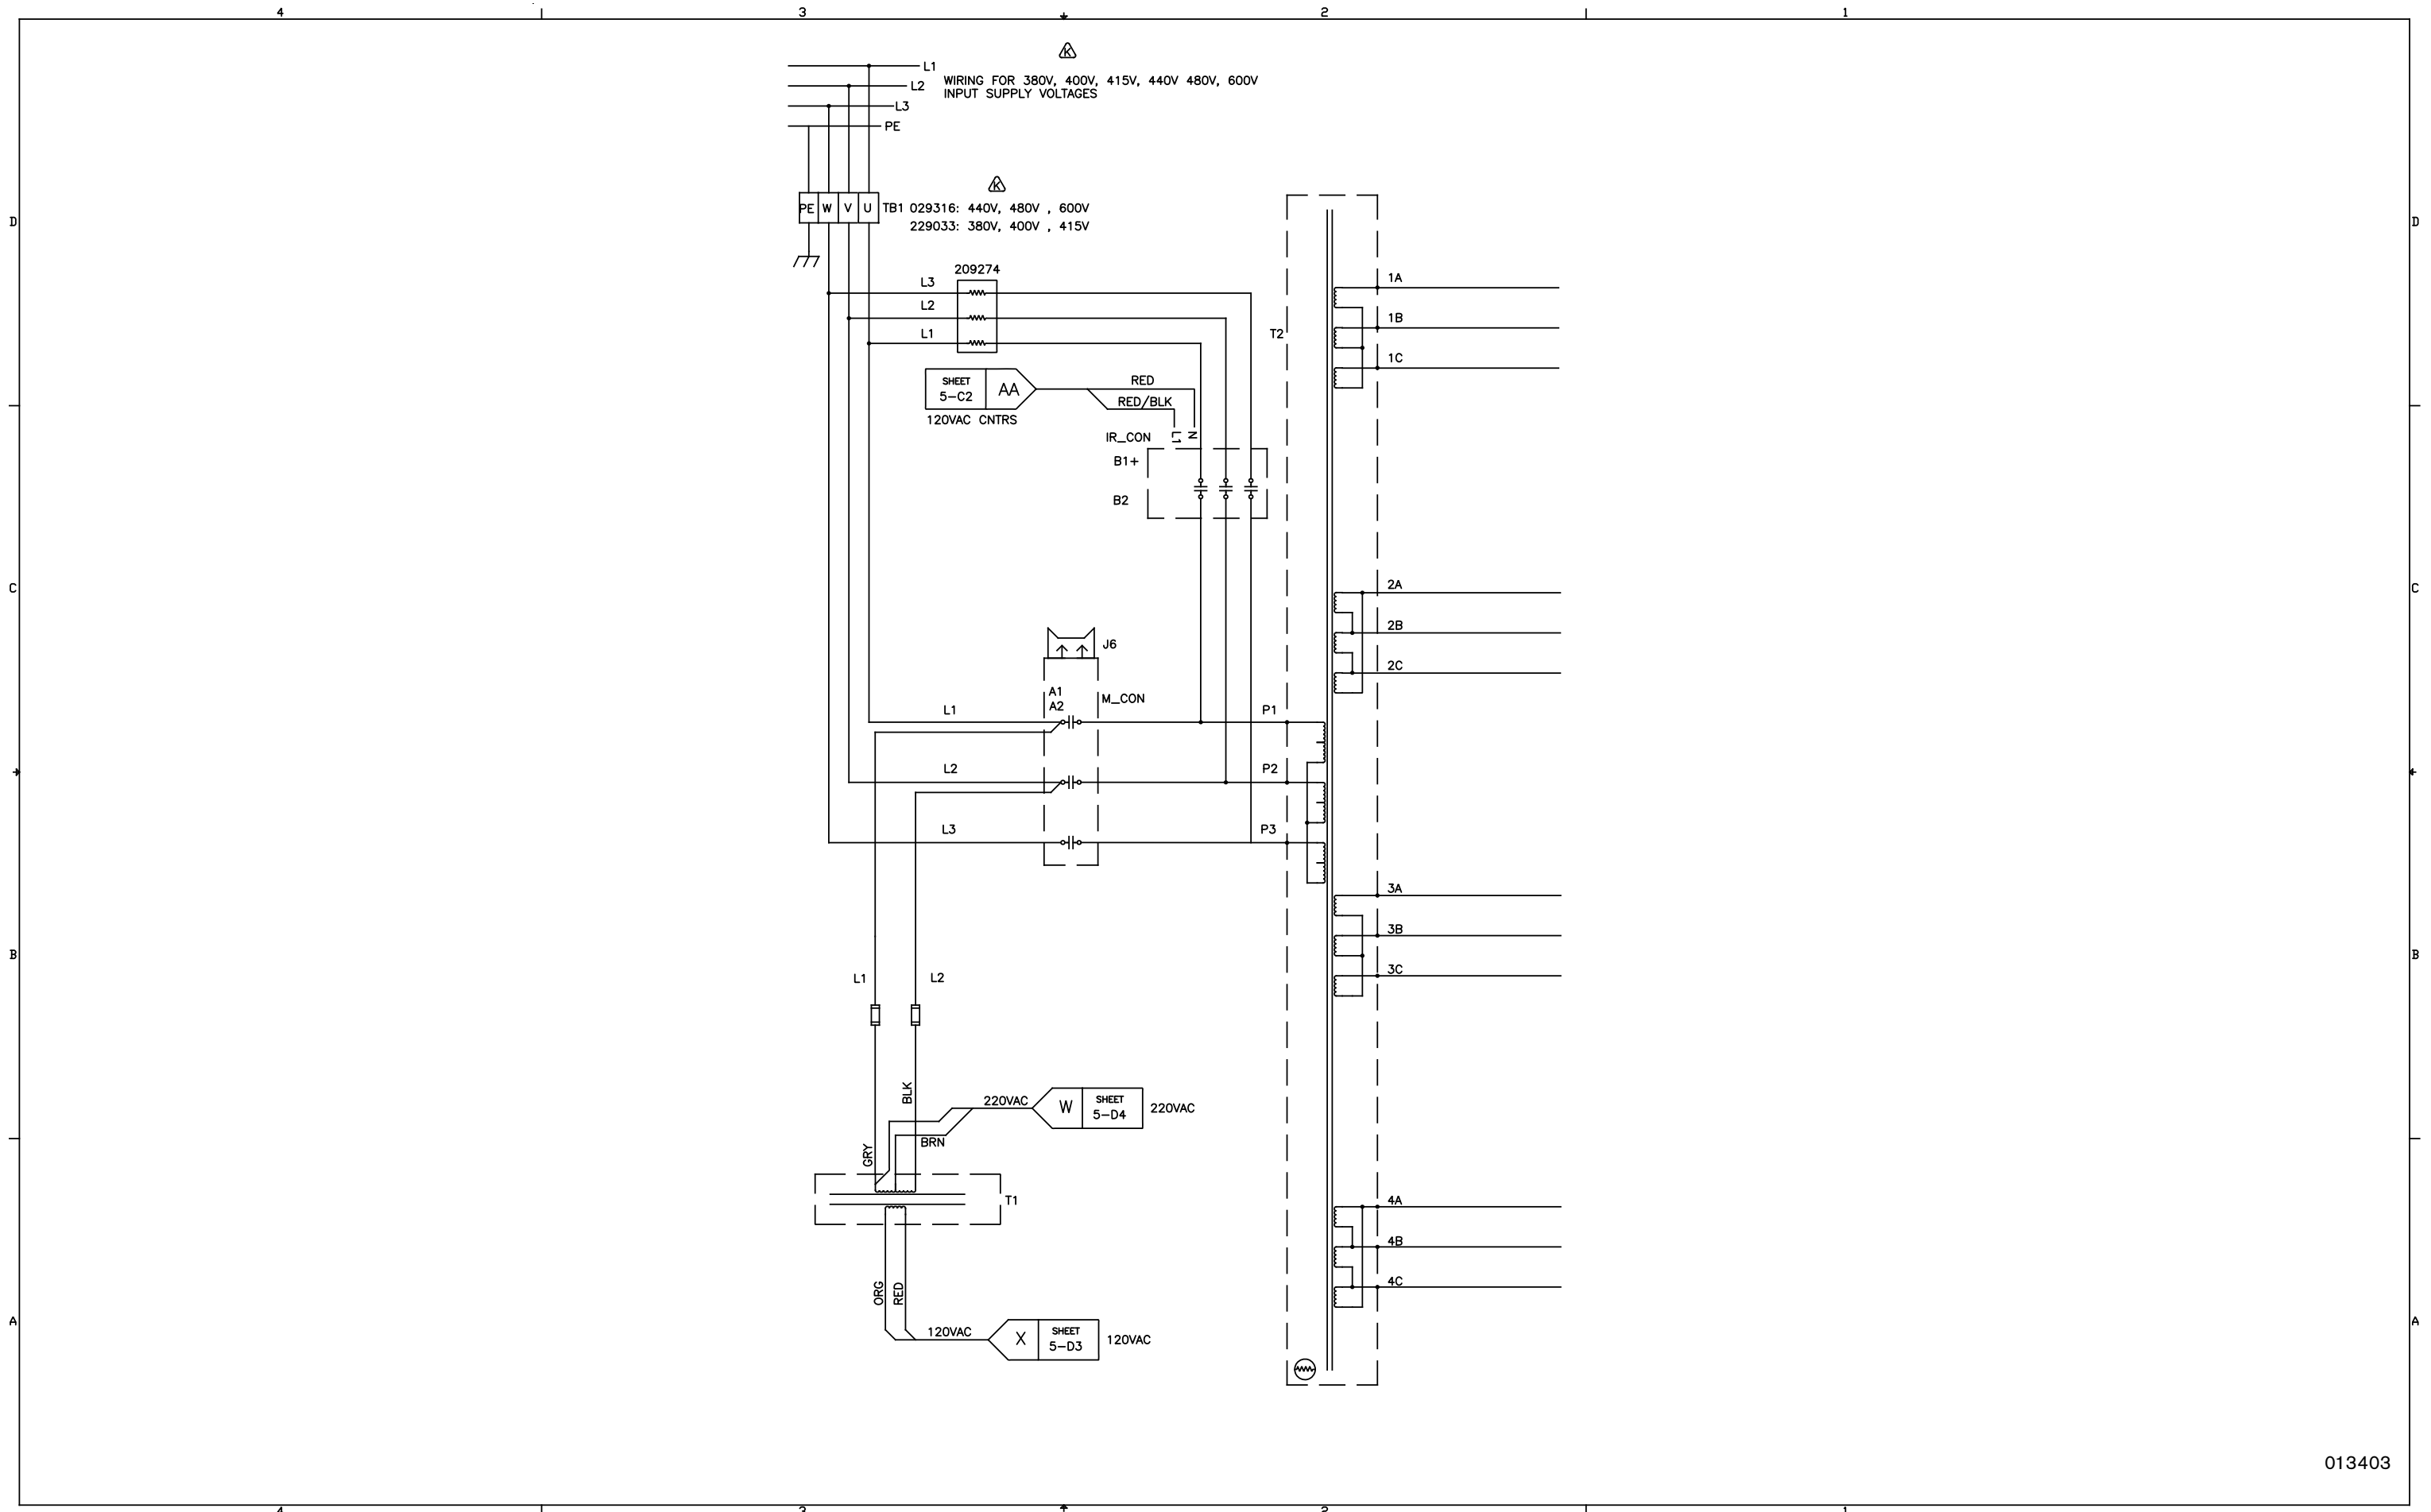 4 3 2 1
K
L1
L2
WIRING FOR 380V, 400V, 415V, 440V 480V, 600V
INPUT SUPPLY VOLTAGES
L3
PE
K
PE W V U
TB1 029316: 440V, 480V , 600V
229033: 380V, 400V , 415V
D
D
209274
L3
L2
L1
T2
1A
1B
1C
SHEET
5-C2
AA
RED
RED/BLK
120VAC CNTRS
IR_CON
L1
N
B1+
B2
C
C
2A
2B
2C
J6
A1
A2
M_CON
L1
P1
L2
P2
L3
P3
3A
3B
3C
B
B
L1
L2
BLK
220VAC
W
SHEET
5-D4
220VAC
BRN
GRY
T1
4A
4B
4C
ORG
RED
120VAC
X
SHEET
5-D3
120VAC
A
A
013403
4 3 2 1